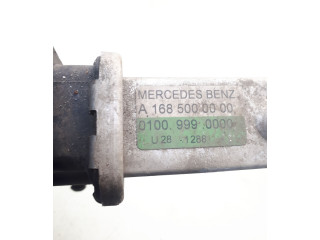 MERCEDES BENZ
A 168 500 00 00
0100. 999 .0000
U 28 -1288